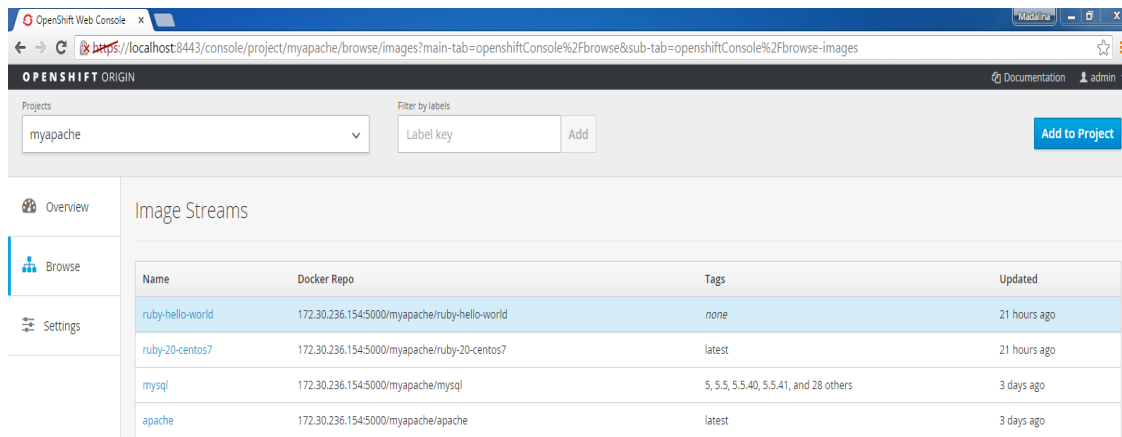 OpenShift Web Console
Madalina
https://localhost:8443/console/project/myapache/browse/images?main-tab=openshiftConsole%2Fbrowse&sub-tab=openshiftConsole%2Fbrowse-images
OPENSHIFT ORIGIN Documentation admin
Projects Filter by labels
myapache Label key Add Add to Project
Overview
Browse
Settings
Image Streams
Name Docker Repo Tags Updated
ruby-hello-world 172.30.236.154:5000/myapache/ruby-hello-world none 21 hours ago
ruby-20-centos7 172.30.236.154:5000/myapache/ruby-20-centos7 latest 21 hours ago
mysql 172.30.236.154:5000/myapache/mysql 5, 5.5, 5.5.40, 5.5.41, and 28 others 3 days ago
apache 172.30.236.154:5000/myapache/apache latest 3 days ago